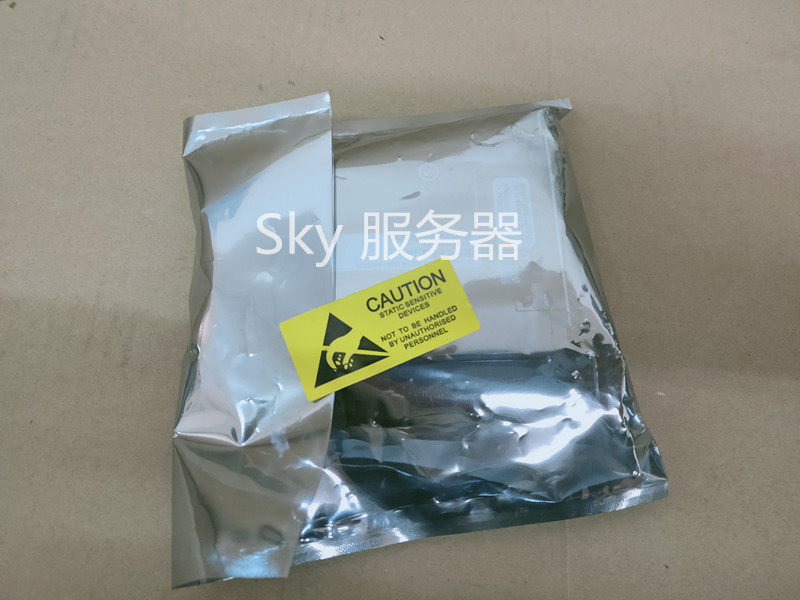 Sky 服务器
CAUTION
STATIC SENSITIVE
DEVICES
NOT TO BE HANDLED
BY UNAUTHORISED
PERSONNEL